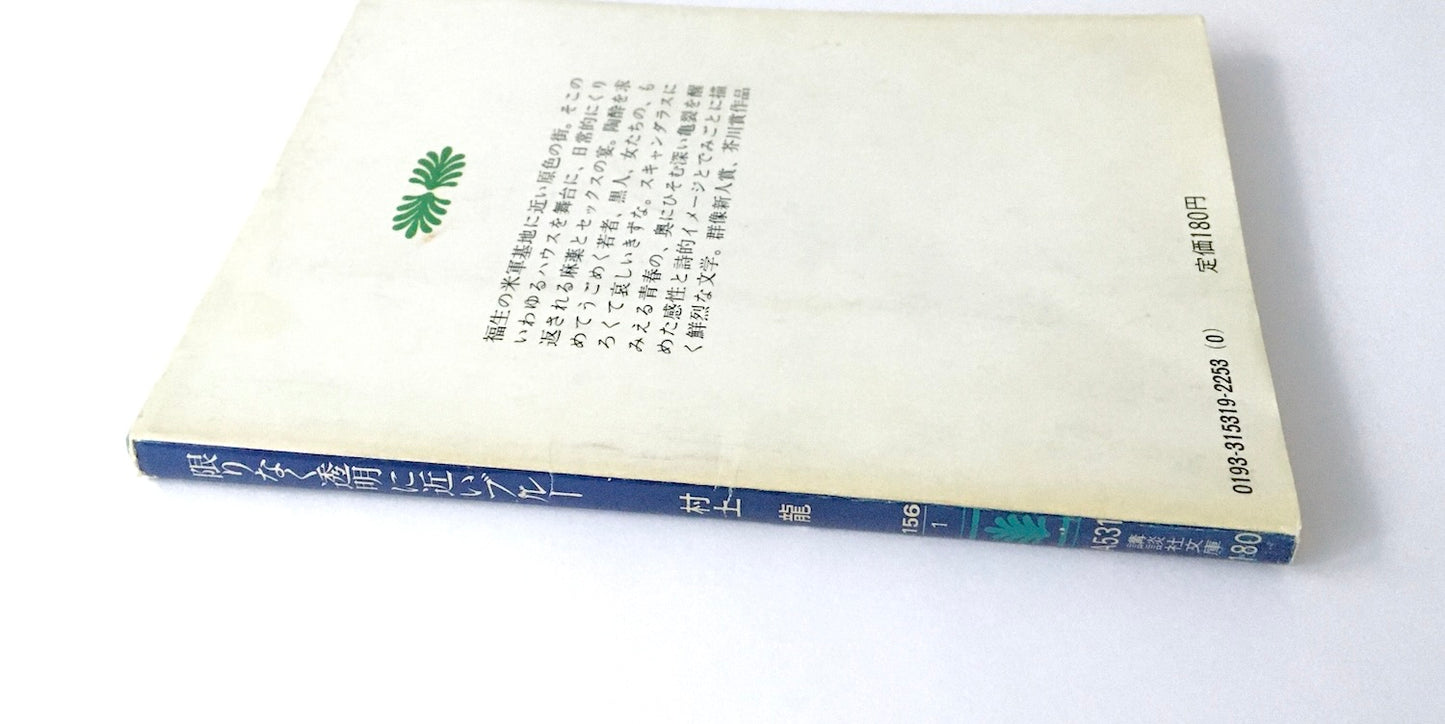 福生の米軍基地に近い原色の街。そこの
いわゆるハウスを舞台に、日常的にくり
返される麻薬とセックスの宴。陶酔を求
めてうごめく若者、黒人、女たちの、も
ろくて哀しいきずな。スキャンダラスに
みえる青春の、奥にひそむ深い亀裂を醒
めた感性と詩的イメージとでみごとに描
く鮮烈な文学。群像新人賞、芥川賞作品
定価180円
0193-315319-2253 (0)
限りなく透明に近いブルー
村上 龍
156
1
A531
講談社文庫
180